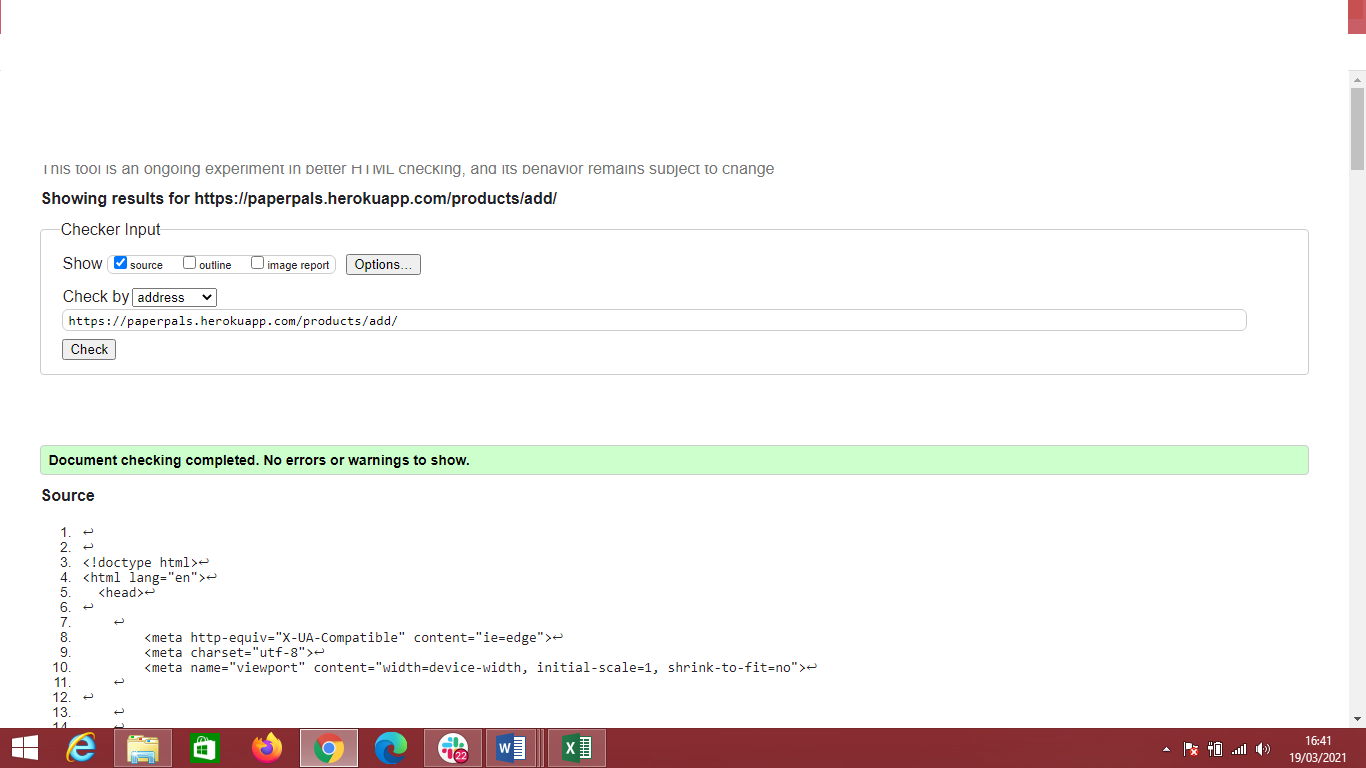 This tool is an ongoing experiment in better HTML checking, and its behavior remains subject to change
Showing results for https://paperpals.herokuapp.com/products/add/
Checker Input
Show source outline image report Options...
Check by address
https://paperpals.herokuapp.com/products/add/
Check
Document checking completed. No errors or warnings to show.
Source
1. ↩
2. ↩
3. <!doctype html>↩
4. <html lang="en">↩
5. <head>↩
6. ↩
7. ↩
8. <meta http-equiv="X-UA-Compatible" content="ie=edge">↩
9. <meta charset="utf-8">↩
10. <meta name="viewport" content="width=device-width, initial-scale=1, shrink-to-fit=no">↩
11. ↩
12. ↩
13. ↩
14. ↩
22
16:41
19/03/2021